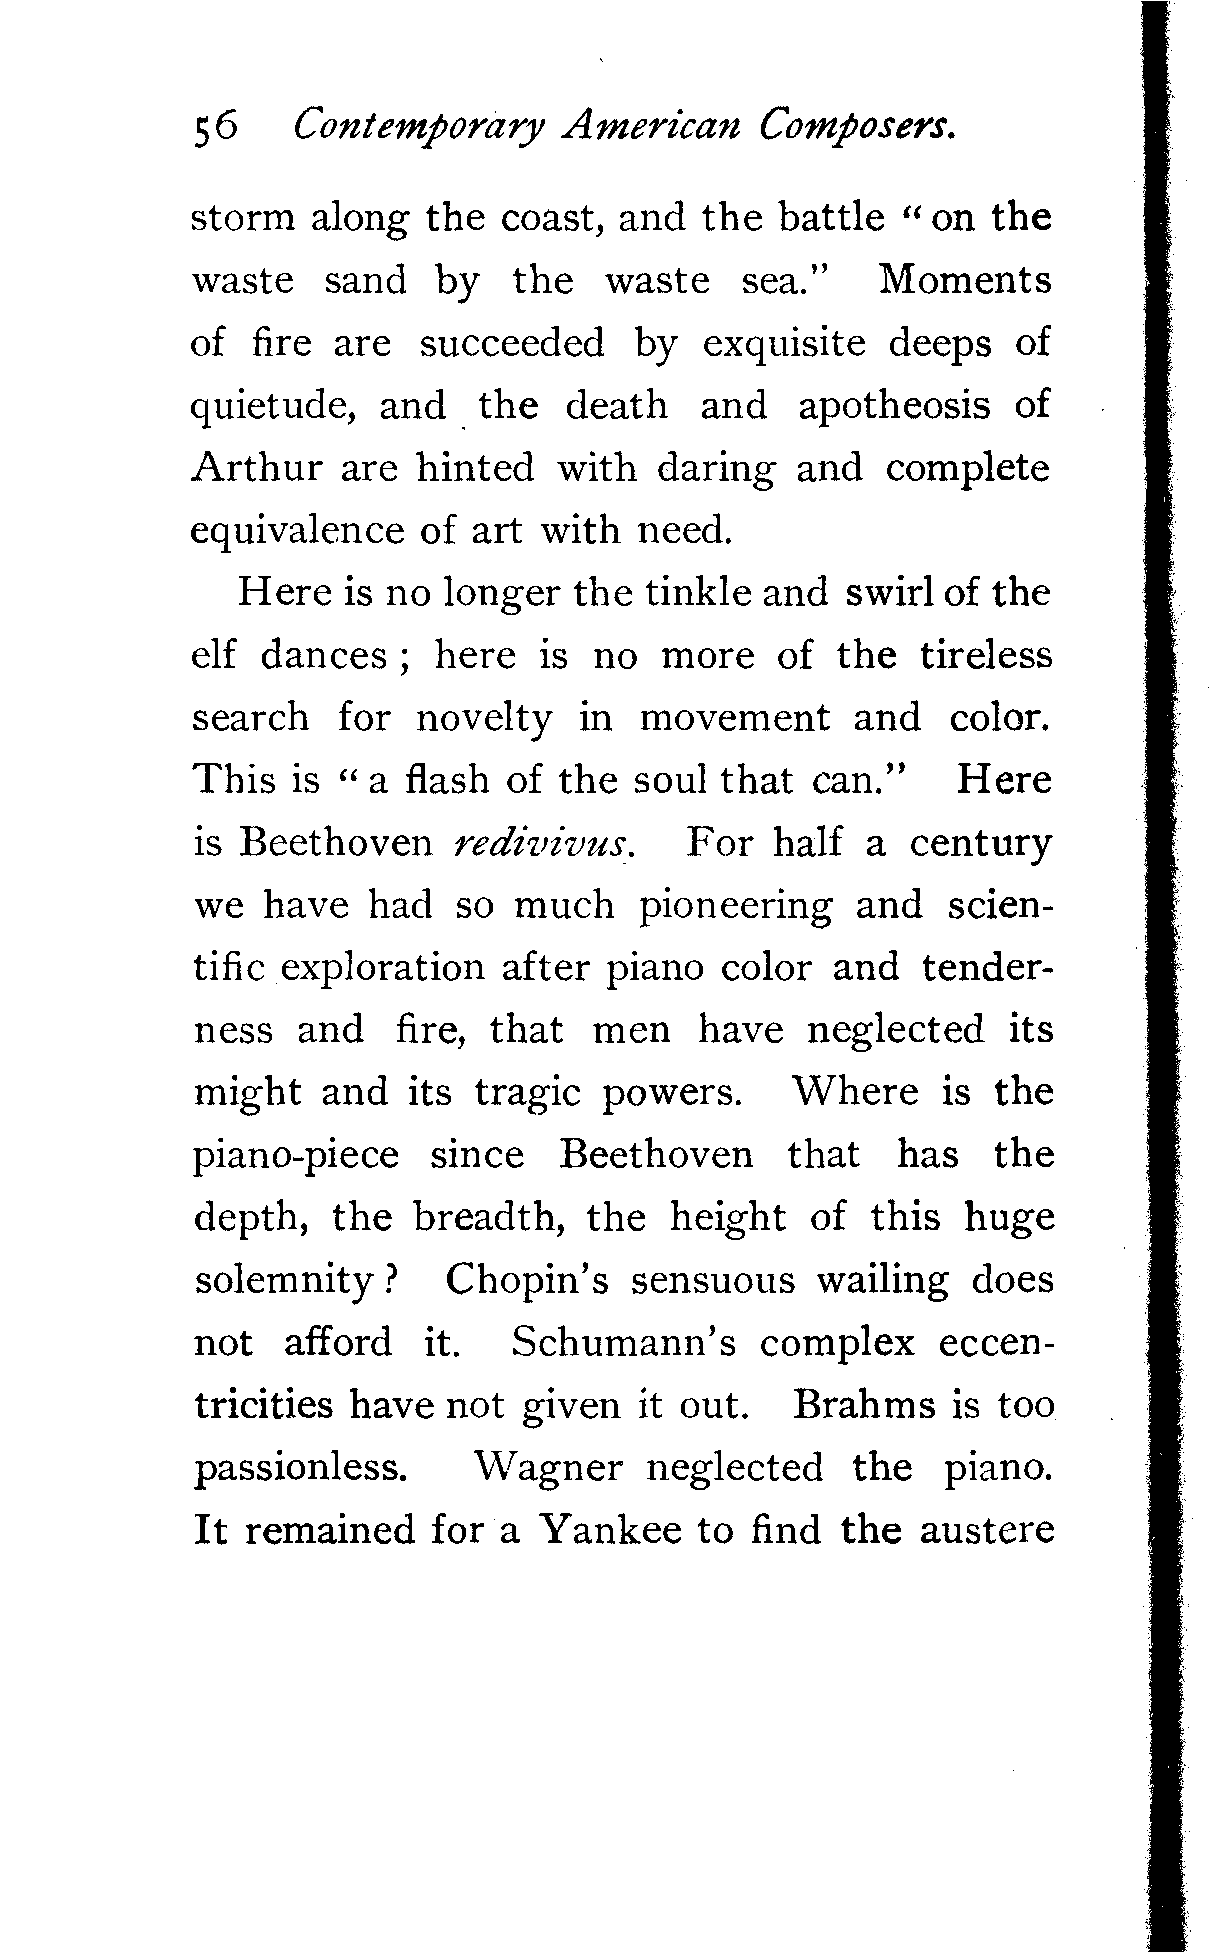 56 Contemporary American Composers.
storm along the coast, and the battle " on the
waste sand by the waste sea." Moments
of fire are succeeded by exquisite deeps of
quietude, and the death and apotheosis of
Arthur are hinted with daring and complete
equivalence of art with need.
Here is no longer the tinkle and swirl of the
elf dances ; here is no more of the tireless
search for novelty in movement and color.
This is " a flash of the soul that can." Here
is Beethoven redivivus. For half a century
we have had so much pioneering and scien-
tific exploration after piano color and tender-
ness and fire, that men have neglected its
might and its tragic powers. Where is the
piano-piece since Beethoven that has the
depth, the breadth, the height of this huge
solemnity ? Chopin's sensuous wailing does
not afford it. Schumann's complex eccen-
tricities have not given it out. Brahms is too
passionless. Wagner neglected the piano.
It remained for a Yankee to find the austere